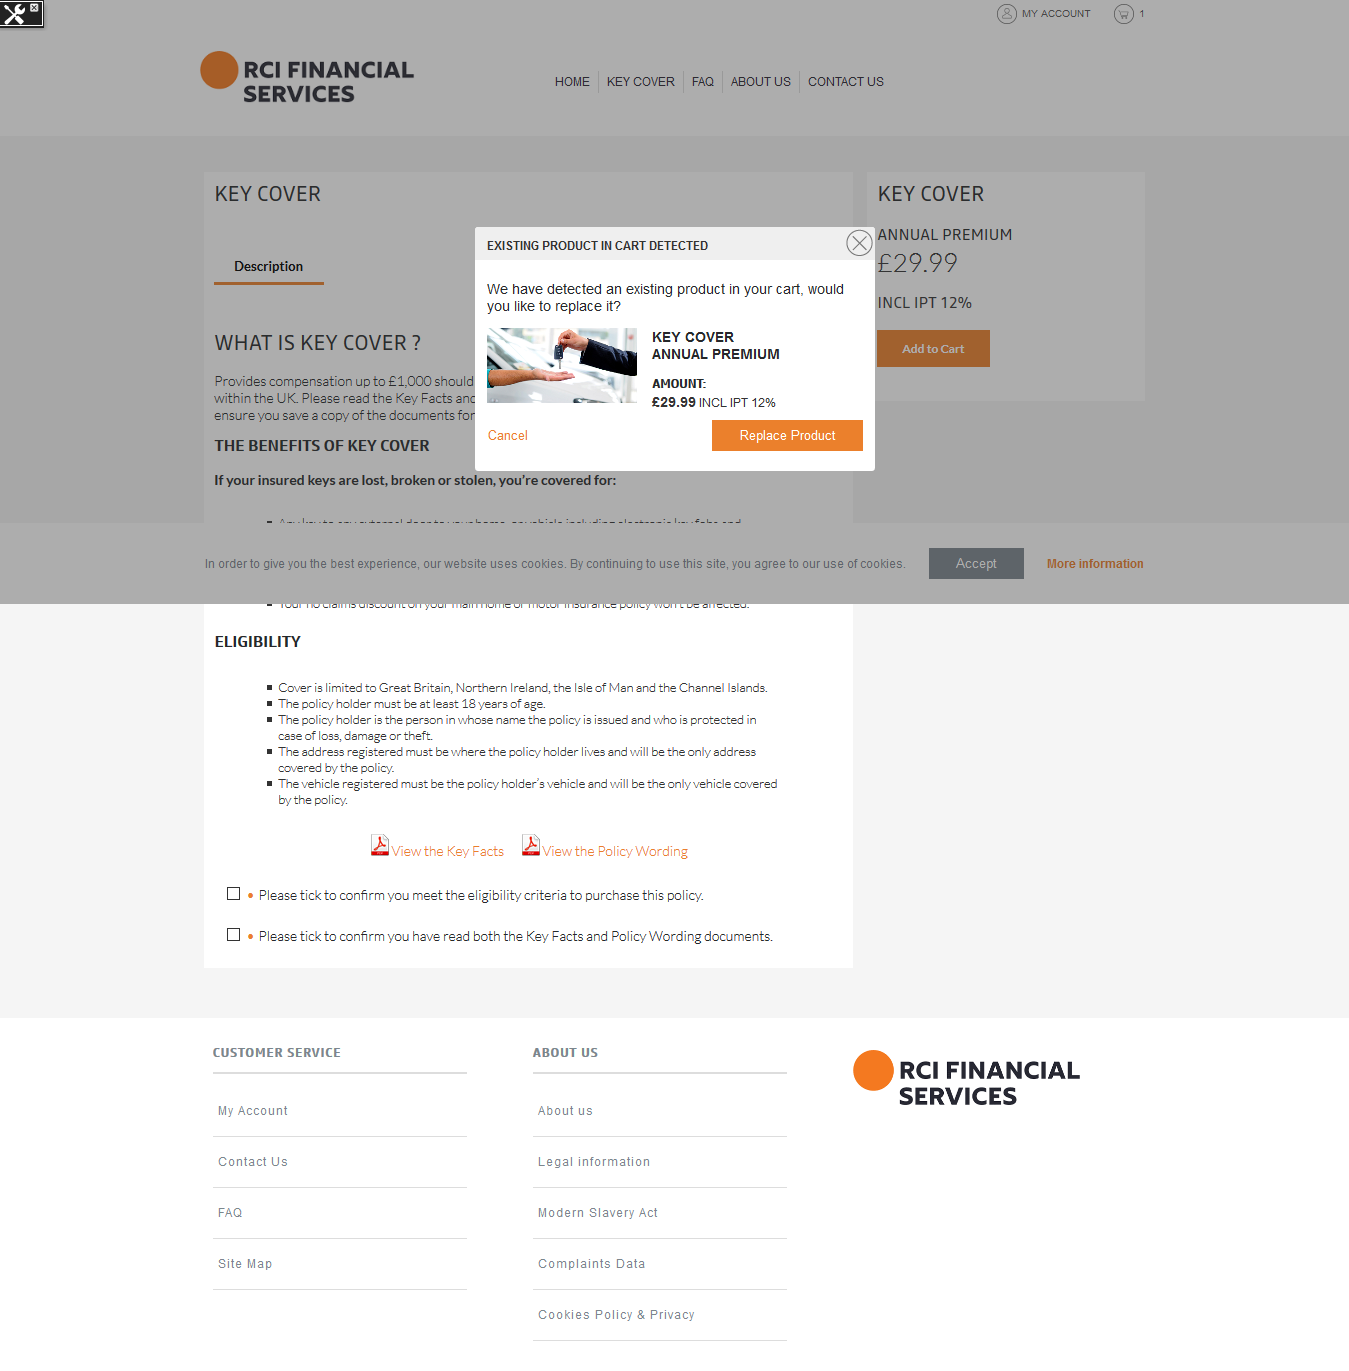 MY ACCOUNT
1
RCI FINANCIAL
SERVICES
HOME
KEY COVER
FAQ
ABOUT US
CONTACT US
KEY COVER
Description
WHAT IS KEY COVER ?
Provides compensation up to £1,000 should
within the UK. Please read the Key Facts and
ensure you save a copy of the documents for
THE BENEFITS OF KEY COVER
If your insured keys are lost, broken or stolen, you're covered for:
KEY COVER
ANNUAL PREMIUM
£29.99
INCL IPT 12%
Add to Cart
EXISTING PRODUCT IN CART DETECTED
We have detected an existing product in your cart, would
you like to replace it?
KEY COVER
ANNUAL PREMIUM
AMOUNT:
£29.99 INCL IPT 12%
Cancel
Replace Product
In order to give you the best experience, our website uses cookies. By continuing to use this site, you agree to our use of cookies.
Accept
More information
Your no claims discount on your main home or motor insurance policy won't be affected.
ELIGIBILITY
Cover is limited to Great Britain, Northern Ireland, the Isle of Man and the Channel Islands.
The policy holder must be at least 18 years of age.
The policy holder is the person in whose name the policy is issued and who is protected in
case of loss, damage or theft.
The address registered must be where the policy holder lives and will be the only address
covered by the policy.
The vehicle registered must be the policy holder's vehicle and will be the only vehicle covered
by the policy.
View the Key Facts
View the Policy Wording
Please tick to confirm you meet the eligibility criteria to purchase this policy.
Please tick to confirm you have read both the Key Facts and Policy Wording documents.
CUSTOMER SERVICE
My Account
Contact Us
FAQ
Site Map
ABOUT US
About us
Legal information
Modern Slavery Act
Complaints Data
Cookies Policy & Privacy
RCI FINANCIAL
SERVICES